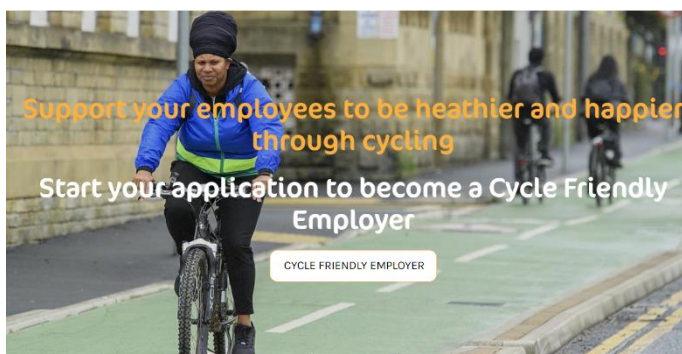 Support your employees to be heathier and happier
through cycling
Start your application to become a Cycle Friendly
Employer
CYCLE FRIENDLY EMPLOYER